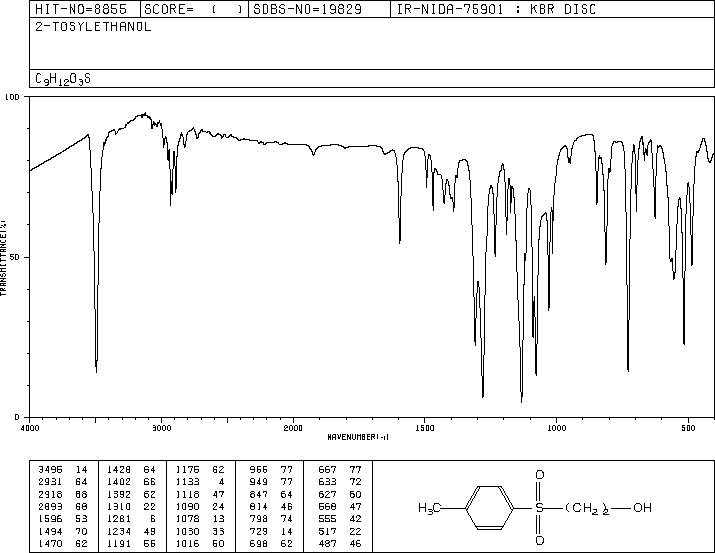 HIT-NO=8855 SCORE= ( ) SDBS-NO=19829 IR-NIDA-75901 : KBR DISC
2-TOSYLETHANOL
C9H12O3S
100
50
0
TRANSMITTANCE(%)
4000 3000 2000 1500 1000 500
WAVENUMBER(-1)
3495 14 1428 64 1176 62 966 77 667 77
2931 64 1402 66 1133 4 949 77 633 72
2918 68 1392 62 1118 47 847 64 627 60
2893 68 1310 22 1090 24 814 46 568 47
1596 53 1281 6 1078 13 798 74 555 42
1494 70 1234 49 1030 33 729 14 517 22
1470 62 1191 55 1016 60 698 62 487 46
O
H3C S (CH2)2 OH
O